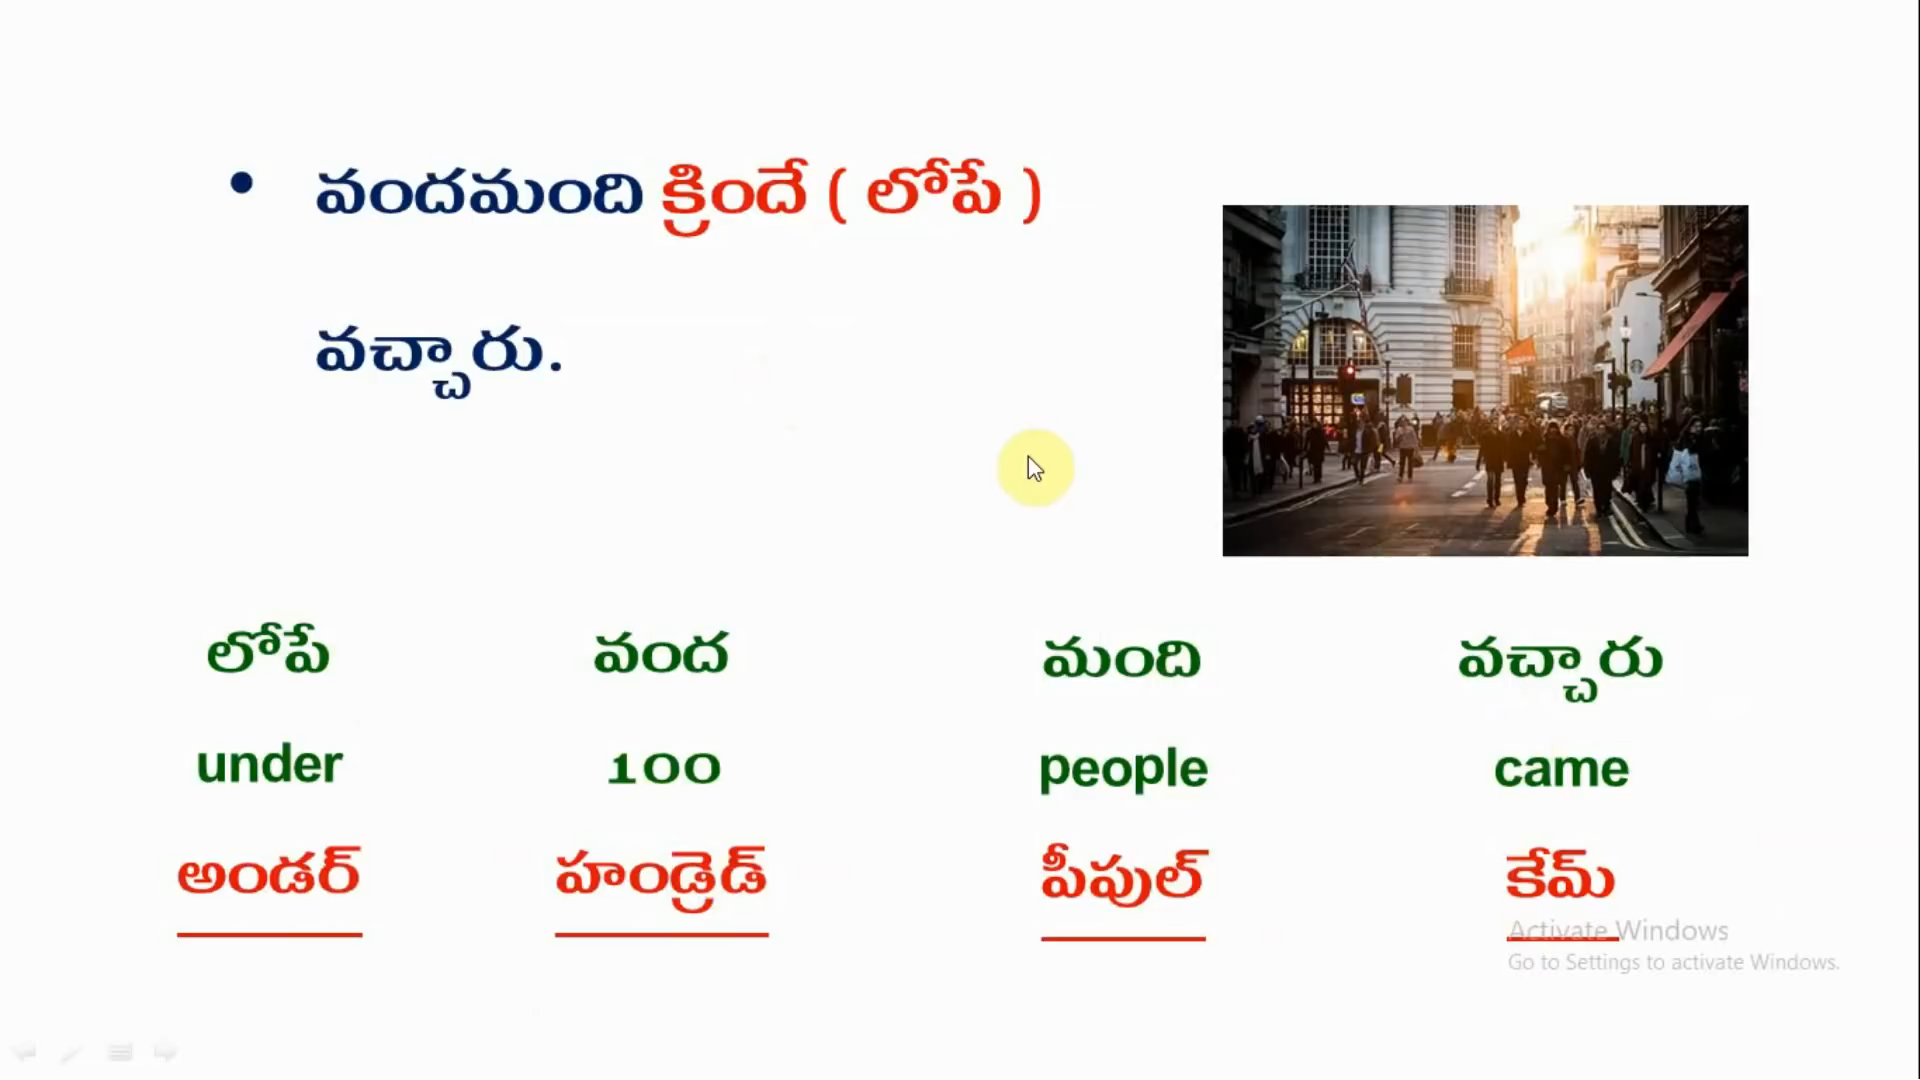 • వందమంది క్రిందే ( లోపే )
వచ్చారు.
లోపే వంద మంది వచ్చారు
under 100 people came
అండర్ హండ్రెడ్ పీపుల్ కేమ్
Activate Windows
Go to Settings to activate Windows.